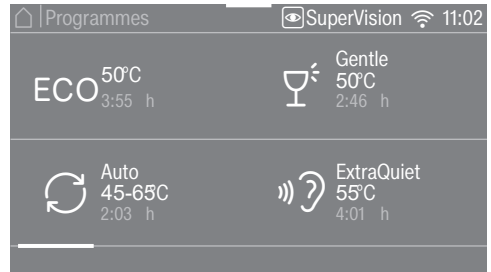 Programmes
SuperVision 11:02
ECO 50°C
3:55 h
Gentle
50°C
2:46 h
Auto
45-65°C
2:03 h
ExtraQuiet
55°C
4:01 h